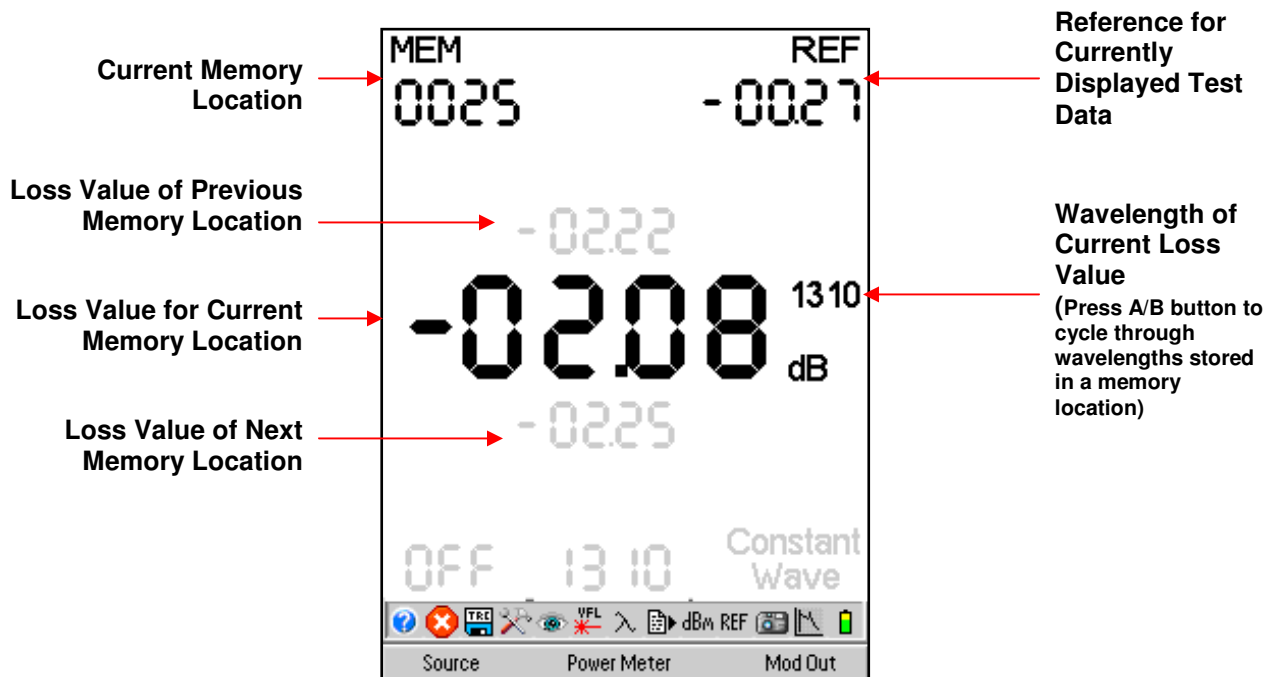 Current Memory
Location
Loss Value of Previous
Memory Location
Loss Value for Current
Memory Location
Loss Value of Next
Memory Location
MEM
REF
0025
-00.27
-02.22
-02.08
1310
dB
-02.25
OFF
1310
Constant
Wave
?
TRC
VFL
λ
dBm
REF
Source
Power Meter
Mod Out
Reference for
Currently
Displayed Test
Data
Wavelength of
Current Loss
Value
(Press A/B button to
cycle through
wavelengths stored
in a memory
location)